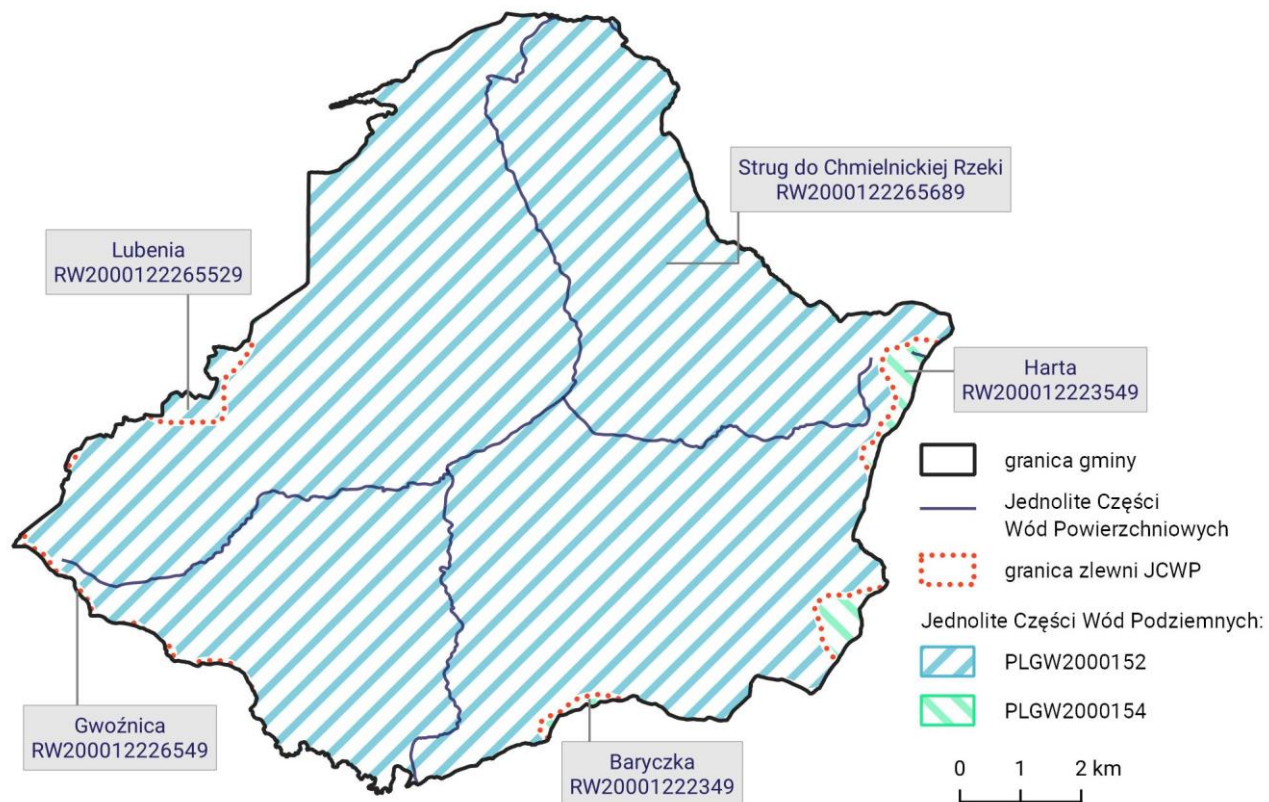 Strug do Chmielnickiej Rzeki
RW2000122265689
Lubenia
RW2000122265529
Harta
RW200012223549
granica gminy
Jednolite Części
Wód Powierzchniowych
granica zlewni JCWP
Jednolite Części Wód Podziemnych:
PLGW2000152
PLGW2000154
Gwoźnica
RW200012226549
Baryczka
RW20001222349
0 1 2 km